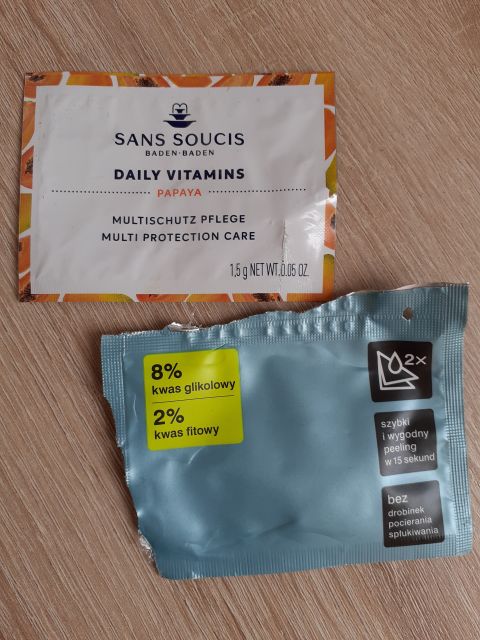 SANS SOUCIS
BADEN·BADEN
DAILY VITAMINS
PAPAYA
MULTISCHUTZ PFLEGE
MULTI PROTECTION CARE
1,5 g NET WT. 0.05 OZ.
8%
kwas glikolowy
2%
kwas fitowy
2x
szybki
i wygodny
peeling
w 15 sekund
bez
drobinek
pocierania
spłukiwania